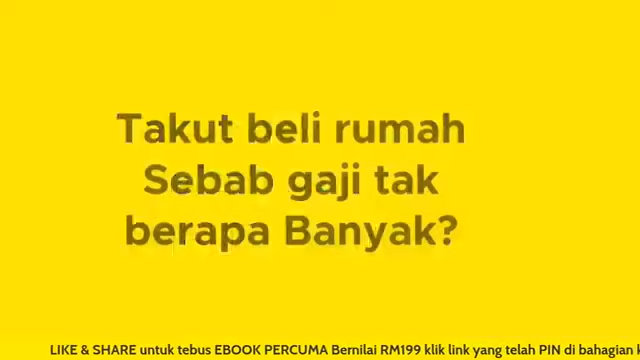 Takut beli rumah
Sebab gaji tak
berapa Banyak?
LIKE & SHARE untuk tebus EBOOK PERCUMA Bernilai RM199 klik link yang telah PIN di bahagian